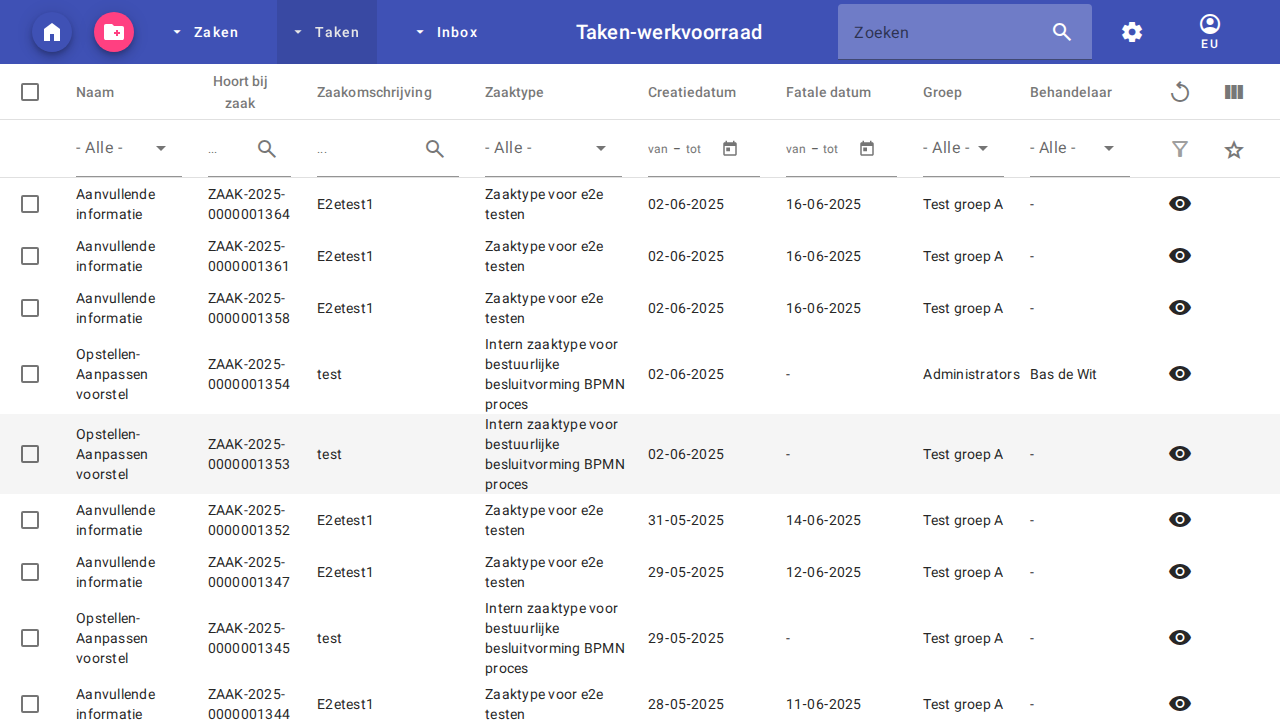 Zaken Taken Inbox Taken-werkvoorraad Zoeken EU
Naam Hoort bij zaak Zaakomschrijving Zaaktype Creatiedatum Fatale datum Groep Behandelaar
- Alle - ... ... - Alle - van – tot van – tot - Alle - - Alle -
Aanvullende informatie ZAAK-2025-0000001364 E2etest1 Zaaktype voor e2e testen 02-06-2025 16-06-2025 Test groep A -
Aanvullende informatie ZAAK-2025-0000001361 E2etest1 Zaaktype voor e2e testen 02-06-2025 16-06-2025 Test groep A -
Aanvullende informatie ZAAK-2025-0000001358 E2etest1 Zaaktype voor e2e testen 02-06-2025 16-06-2025 Test groep A -
Opstellen-Aanpassen voorstel ZAAK-2025-0000001354 test Intern zaaktype voor bestuurlijke besluitvorming BPMN proces 02-06-2025 - Administrators Bas de Wit
Opstellen-Aanpassen voorstel ZAAK-2025-0000001353 test Intern zaaktype voor bestuurlijke besluitvorming BPMN proces 02-06-2025 - Test groep A -
Aanvullende informatie ZAAK-2025-0000001352 E2etest1 Zaaktype voor e2e testen 31-05-2025 14-06-2025 Test groep A -
Aanvullende informatie ZAAK-2025-0000001347 E2etest1 Zaaktype voor e2e testen 29-05-2025 12-06-2025 Test groep A -
Opstellen-Aanpassen voorstel ZAAK-2025-0000001345 test Intern zaaktype voor bestuurlijke besluitvorming BPMN proces 29-05-2025 - Test groep A -
Aanvullende informatie ZAAK-2025-0000001344 E2etest1 Zaaktype voor e2e testen 28-05-2025 11-06-2025 Test groep A -